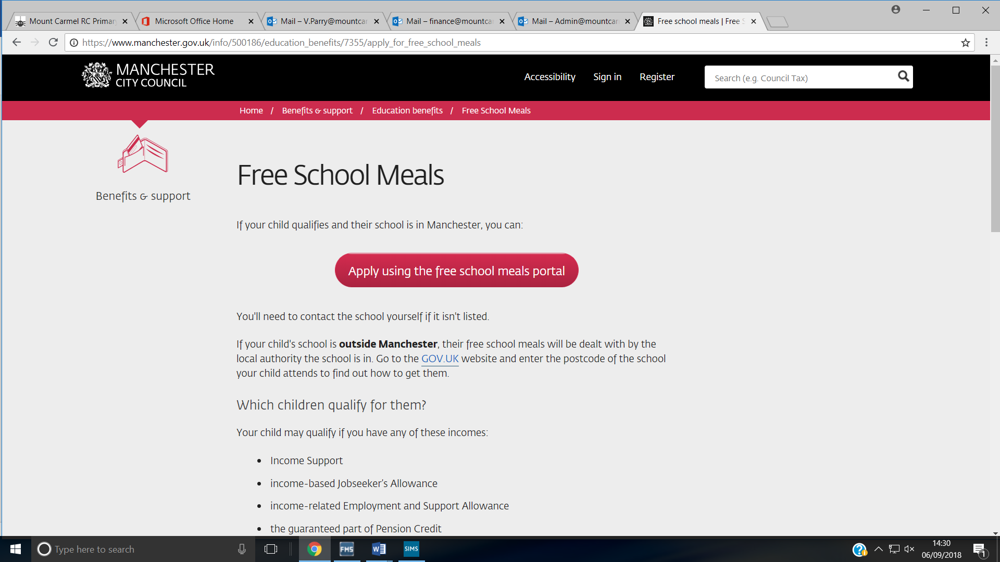 Mount Carmel RC Primar
Microsoft Office Home
Mail – V.Parry@mountcar
Mail – finance@mountca
Mail – Admin@mountcar
Free school meals | Free S
https://www.manchester.gov.uk/info/500186/education_benefits/7355/apply_for_free_school_meals
MANCHESTER
CITY COUNCIL
Accessibility
Sign in
Register
Search (e.g. Council Tax)
Home / Benefits & support / Education benefits / Free School Meals
Benefits & support
Free School Meals
If your child qualifies and their school is in Manchester, you can:
Apply using the free school meals portal
You'll need to contact the school yourself if it isn't listed.
If your child's school is outside Manchester, their free school meals will be dealt with by the
local authority the school is in. Go to the GOV.UK website and enter the postcode of the school
your child attends to find out how to get them.
Which children qualify for them?
Your child may qualify if you have any of these incomes:
• Income Support
• income-based Jobseeker’s Allowance
• income-related Employment and Support Allowance
• the guaranteed part of Pension Credit
Type here to search
FMS
SIMS
14:30
06/09/2018
1